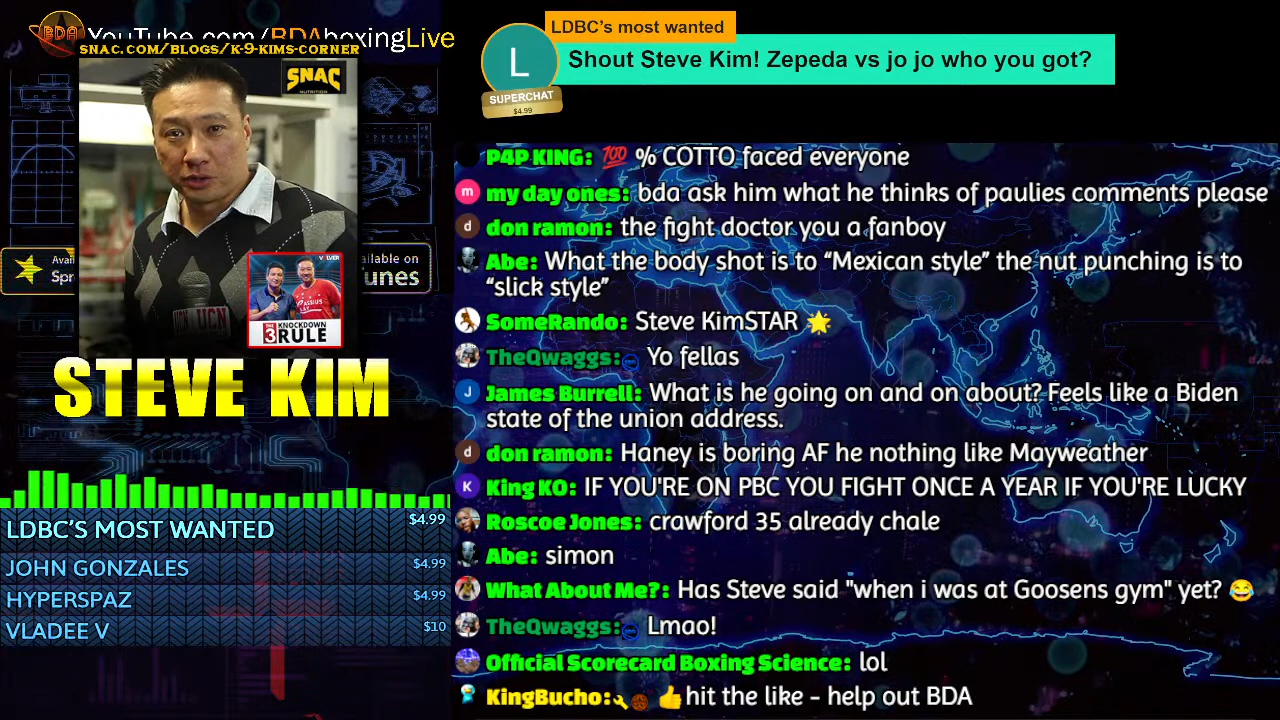 BDA
YouTube.com/BDAboxingLive
SNAC.COM/BLOGS/K-9-KIMS-CORNER
SNAC
NUTRITION
UCN UCN
CASSIUS
THE 3 KNOCKDOWN
RULE
STEVE KIM
LDBC'S MOST WANTED $4.99
JOHN GONZALES $4.99
HYPERSPAZ $4.99
VLADEE V $10
LDBC's most wanted
L
Shout Steve Kim! Zepeda vs jo jo who you got?
SUPERCHAT
$4.99
P4P KING: 💯 % COTTO faced everyone
m my day ones: bda ask him what he thinks of paulies comments please
d don ramon: the fight doctor you a fanboy
Abe: What the body shot is to “Mexican style” the nut punching is to
“slick style”
SomeRando: Steve KimSTAR 🌟
TheQwaggs: Yo fellas
J James Burrell: What is he going on and on about? Feels like a Biden
state of the union address.
d don ramon: Haney is boring AF he nothing like Mayweather
K King KO: IF YOU'RE ON PBC YOU FIGHT ONCE A YEAR IF YOU'RE LUCKY
Roscoe Jones: crawford 35 already chale
Abe: simon
What About Me?: Has Steve said "when i was at Goosens gym" yet? 😂
TheQwaggs: Lmao!
Official Scorecard Boxing Science: lol
KingBucho: 👍hit the like - help out BDA